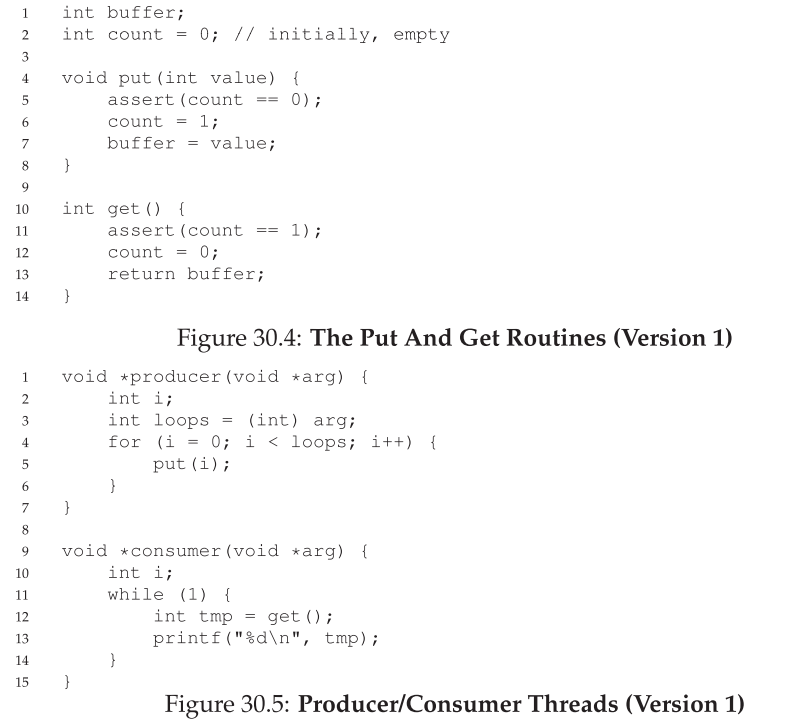 1 int buffer;
2 int count = 0; // initially, empty
3
4 void put(int value) {
5     assert(count == 0);
6     count = 1;
7     buffer = value;
8 }
9
10 int get() {
11     assert(count == 1);
12     count = 0;
13     return buffer;
14 }
Figure 30.4: The Put And Get Routines (Version 1)
1 void *producer(void *arg) {
2     int i;
3     int loops = (int) arg;
4     for (i = 0; i < loops; i++) {
5         put(i);
6     }
7 }
8
9 void *consumer(void *arg) {
10     int i;
11     while (1) {
12         int tmp = get();
13         printf("%d\n", tmp);
14     }
15 }
Figure 30.5: Producer/Consumer Threads (Version 1)